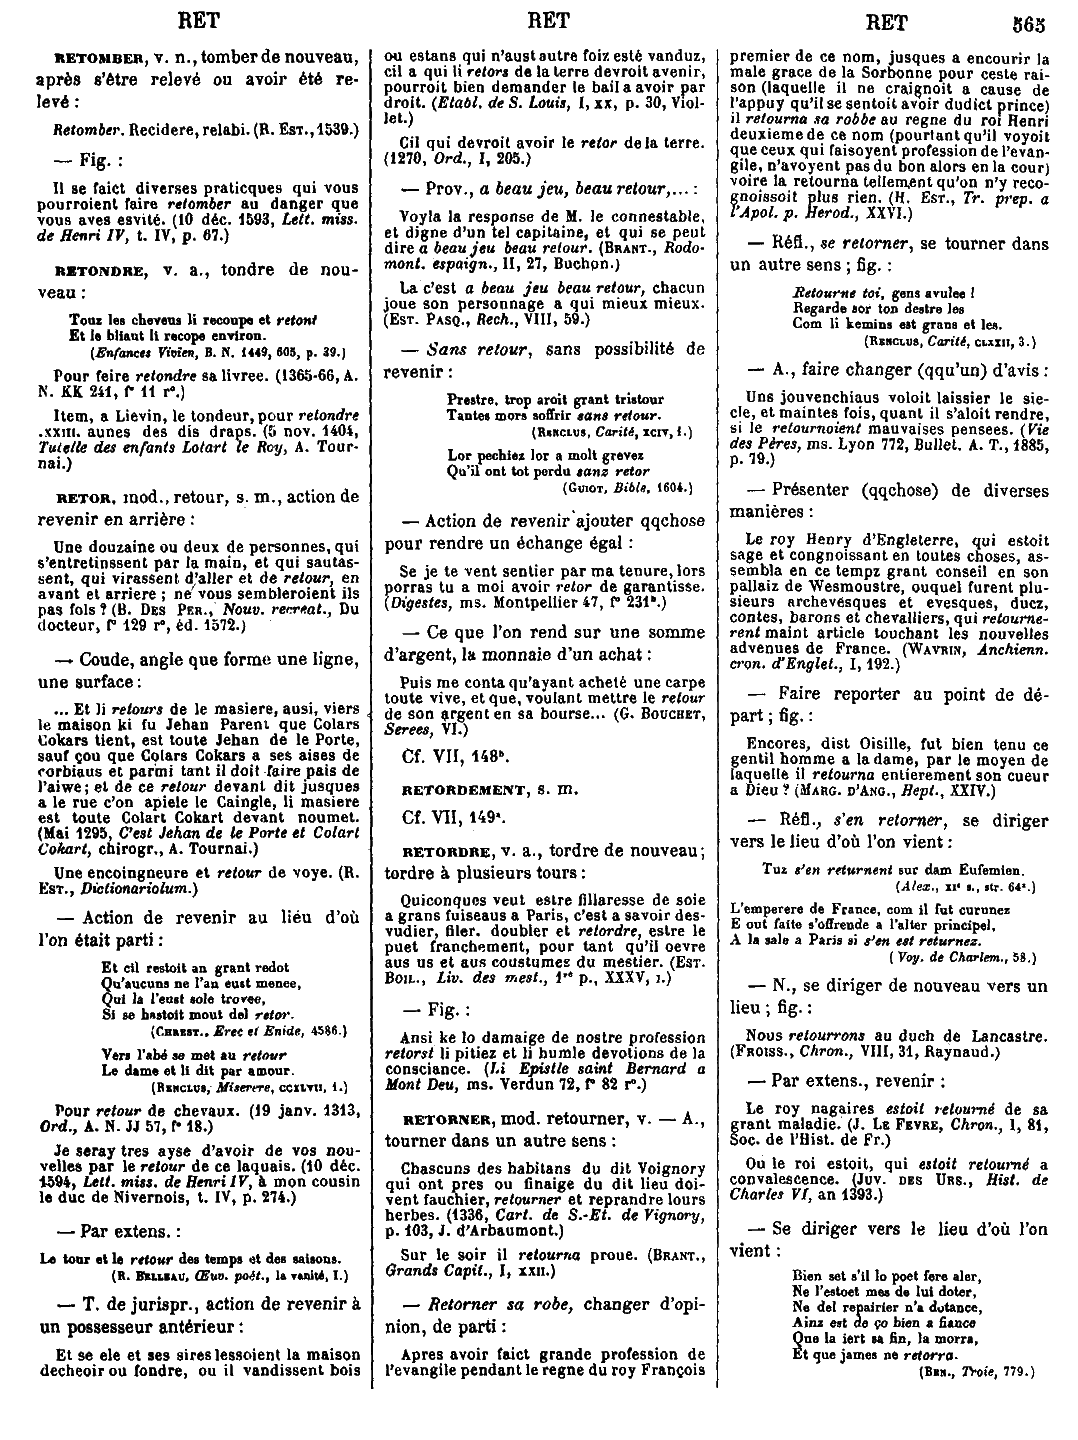 RET
RET
RET 565
RETOMBER, v. n., tomber de nouveau,
après s'être relevé ou avoir été re-
levé :
Retomber. Recidere, relabi. (R. EST., 1539.)
— Fig. :
Il se faict diverses praticques qui vous
pourroient faire retomber au danger que
vous aves esvité. (10 déc. 1593, Lett. miss.
de Henri IV, t. IV, p. 67.)
RETONDRE, v. a., tondre de nou-
veau :
Touz les cheveus li recoupe et retont
Et le bliaut li recope environ.
(Enfances Vivien, B. N. 1449, 605, p. 39.)
Pour feire retondre sa livree. (1365-66, A.
N. KK 241, f° 11 r°.)
Item, a Lievin, le tondeur, pour retondre
.XXIII. aunes des dis draps. (5 nov. 1404,
Tutelle des enfants Lotart le Roy, A. Tour-
nai.)
RETOR, mod., retour, s. m., action de
revenir en arrière :
Une douzaine ou deux de personnes, qui
s'entretinssent par la main, et qui sautas-
sent, qui virassent d'aller et de retour, en
avant et arriere ; ne vous sembleroient ils
pas fols ? (B. DES PER., Nouv. recreat., Du
docteur, f° 129 r°, éd. 1572.)
— Coude, angle que forme une ligne,
une surface :
... Et li retours de le masiere, ausi, viers
le maison ki fu Jehan Parent que Colars
Cokars tient, est toute Jehan de le Porte,
sauf çou que Colars Cokars a ses aises de
corbiaus et parmi tant il doit faire pais de
l'aiwe ; et de ce retour devant dit jusques
a le rue c'on apiele le Caingle, li masiere
est toute Colart Cokart devant noumet.
(Mai 1295, C'est Jehan de le Porte et Colart
Cokart, chirogr., A. Tournai.)
Une encoingneure et retour de voye. (R.
EST., Dictionariolum.)
— Action de revenir au lieu d'où
l'on était parti :
Et cil restoit an grant redot
Qu'aucuns ne l'an eust menee,
Qui la l'eust sole trovee,
Si se hastoit mout del retor.
(CHREST., Erec et Enide, 4586.)
Vers l'abé se met au retour
Le dame et li dit par amour.
(RENCLUS, Miserere, CCXLVII, 1.)
Pour retour de chevaux. (19 janv. 1313,
Ord., A. N. JJ 57, f° 18.)
Je seray tres ayse d'avoir de vos nou-
velles par le retour de ce laquais. (10 déc.
1594, Lett. miss. de Henri IV, à mon cousin
le duc de Nivernois, t. IV, p. 274.)
— Par extens. :
Le tour et le retour des temps et des saisons.
(R. BELLEAU, Œuv. poét., la vanité, I.)
— T. de jurispr., action de revenir à
un possesseur antérieur :
Et se ele et ses sires lessoient la maison
decheoir ou fondre, ou il vandissent bois
ou estans qui n'aust autre foiz esté vanduz,
cil a qui li retors de la terre devroit avenir,
pourroit bien demander le bail a avoir par
droit. (Etabl. de S. Louis, I, XX, p. 30, Viol-
let.)
Cil qui devroit avoir le retor de la terre.
(1270, Ord., I, 205.)
— Prov., a beau jeu, beau retour,... :
Voyla la response de M. le connestable,
et digne d'un tel capitaine, et qui se peut
dire a beau jeu beau retour. (BRANT., Rodo-
mont. espaign., II, 27, Buchon.)
La c'est a beau jeu beau retour, chacun
joue son personnage a qui mieux mieux.
(EST. PASQ., Rech., VIII, 59.)
— Sans retour, sans possibilité de
revenir :
Prestre, trop aroit grant tristour
Tantes mors soffrir sans retour.
(RENCLUS, Carité, XCIV, 1.)
Lor pechiez lor a molt grevez
Qu'il ont tot perdu sanz retor
(GUIOT, Bible, 1604.)
— Action de revenir ajouter qqchose
pour rendre un échange égal :
Se je te vent sentier par ma tenure, lors
porras tu a moi avoir retor de garantisse.
(Digestes, ms. Montpellier 47, f° 231ª.)
— Ce que l'on rend sur une somme
d'argent, la monnaie d'un achat :
Puis me conta qu'ayant acheté une carpe
toute vive, et que, voulant mettre le retour
de son argent en sa bourse... (G. BOUCHET,
Serees, VI.)
Cf. VII, 148ᵇ.
RETORDEMENT, s. m.
Cf. VII, 149ª.
RETORDRE, v. a., tordre de nouveau ;
tordre à plusieurs tours :
Quiconques veut estre fillaresse de soie
a grans fuiseaus a Paris, c'est a savoir des-
vudier, filer. doubler et retordre, estre le
puet franchement, pour tant qu'il oevre
aus us et aus coustumes du mestier. (EST.
BOIL., Liv. des mest., 1re p., XXXV, I.)
— Fig. :
Ansi ke lo damaige de nostre profession
retorst li pitiez et li humle devotions de la
consciance. (Li Epistle saint Bernard a
Mont Deu, ms. Verdun 72, f° 82 r°.)
RETORNER, mod. retourner, v. — A.,
tourner dans un autre sens :
Chascuns des habitans du dit Voignory
qui ont pres ou finaige du dit lieu doi-
vent fauchier, retourner et reprandre lours
herbes. (1336, Cart. de S.-Et. de Vignory,
p. 103, J. d'Arbaumont.)
Sur le soir il retourna proue. (BRANT.,
Grands Capit., I, XXII.)
— Retorner sa robe, changer d'opi-
nion, de parti :
Apres avoir faict grande profession de
l'evangile pendant le regne du roy François
premier de ce nom, jusques a encourir la
male grace de la Sorbonne pour ceste rai-
son (laquelle il ne craignoit a cause de
l'appuy qu'il se sentoit avoir dudict prince)
il retourna sa robbe au regne du roi Henri
deuxieme de ce nom (pourtant qu'il voyoit
que ceux qui faisoyent profession de l'evan-
gile, n'avoyent pas du bon alors en la cour)
voire la retourna tellement qu'on n'y reco-
gnoissoit plus rien. (H. EST., Tr. prep. a
l'Apol. p. Herod., XXVI.)
— Réfl., se retorner, se tourner dans
un autre sens ; fig. :
Retourne toi, gens avulee !
Regarde sor ton destre les
Com li kemins est grans et les.
(RENCLUS, Carité, CLXXII, 3.)
— A., faire changer (qqu'un) d'avis :
Uns jouvenchiaus voloit laissier le sie-
cle, et maintes fois, quant il s'aloit rendre,
si le retournoient mauvaises pensees. (Vie
des Pères, ms. Lyon 772, Bullet. A. T., 1885,
p. 79.)
— Présenter (qqchose) de diverses
manières :
Le roy Henry d'Engleterre, qui estoit
sage et congnoissant en toutes choses, as-
sembla en ce tempz grant conseil en son
pallaiz de Wesmoustre, ouquel furent plu-
sieurs archevésques et evesques, ducz,
contes, barons et chevalliers, qui retourne-
rent maint article touchant les nouvelles
advenues de France. (WAVRIN, Anchienn.
cron. d'Englet., I, 192.)
— Faire reporter au point de dé-
part ; fig. :
Encores, dist Oisille, fut bien tenu ce
gentil homme a la dame, par le moyen de
laquelle il retourna entierement son cueur
a Dieu ? (MARG. D'ANG., Hept., XXIV.)
— Réfl., s'en retorner, se diriger
vers le lieu d'où l'on vient :
Tuz s'en returnent sur dam Eufemien.
(Alex., XIe s., str. 64ª.)
L'emperere de France, com il fut curunez
E out faite s'offrende a l'alter principel,
A la sale a Paris si s'en est returnez.
(Voy. de Charlem., 58.)
— N., se diriger de nouveau vers un
lieu ; fig. :
Nous retourrons au duch de Lancastre.
(FROISS., Chron., VIII, 31, Raynaud.)
— Par extens., revenir :
Le roy nagaires estoit retourné de sa
grant maladie. (J. LE FEVRE, Chron., I, 81,
Soc. de l'Hist. de Fr.)
Ou le roi estoit, qui estoit retourné a
convalescence. (JUV. DES URS., Hist. de
Charles VI, an 1393.)
— Se diriger vers le lieu d'où l'on
vient :
Bien set s'il lo poet fere aler,
Ne l'estoet mes de lui doter,
Ne del repairier n'a dotance,
Ainz est de ço bien a fiance
Que la iert sa fin, la morra,
Et que james ne retorra.
(BEN., Troie, 779.)